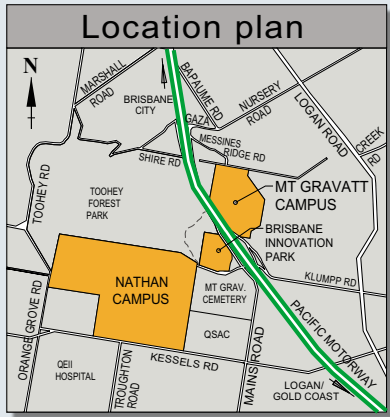 Location plan
N
MARSHALL
ROAD
BRISBANE
CITY
BAPAUME RD
GAZA
NURSERY
ROAD
LOGAN ROAD
CREEK
RD
MESSINES
RIDGE RD
SHIRE RD
TOOHEY RD
TOOHEY
FOREST
PARK
MT GRAVATT
CAMPUS
BRISBANE
INNOVATION
PARK
KLUMPP RD
NATHAN
CAMPUS
MT GRAV.
CEMETERY
ORANGE GROVE RD
QSAC
PACIFIC MOTORWAY
KESSELS RD
MAINS ROAD
QEII
HOSPITAL
TROUGHTON
ROAD
LOGAN/
GOLD COAST